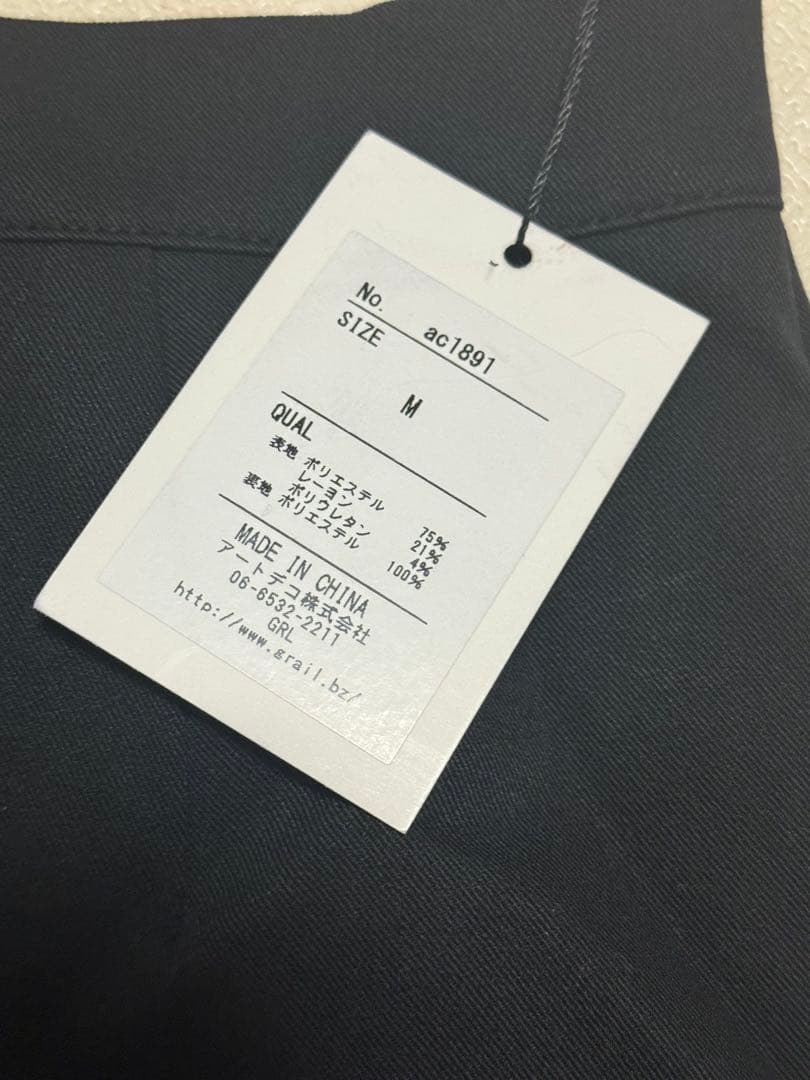 No. ac1891
SIZE
M
QUAL
表地 ポリエステル 75%
レーヨン 21%
ポリウレタン 4%
裏地 ポリエステル 100%
MADE IN CHINA
アートデコ株式会社
06-6532-2211
GRL
http://www.grail.bz/